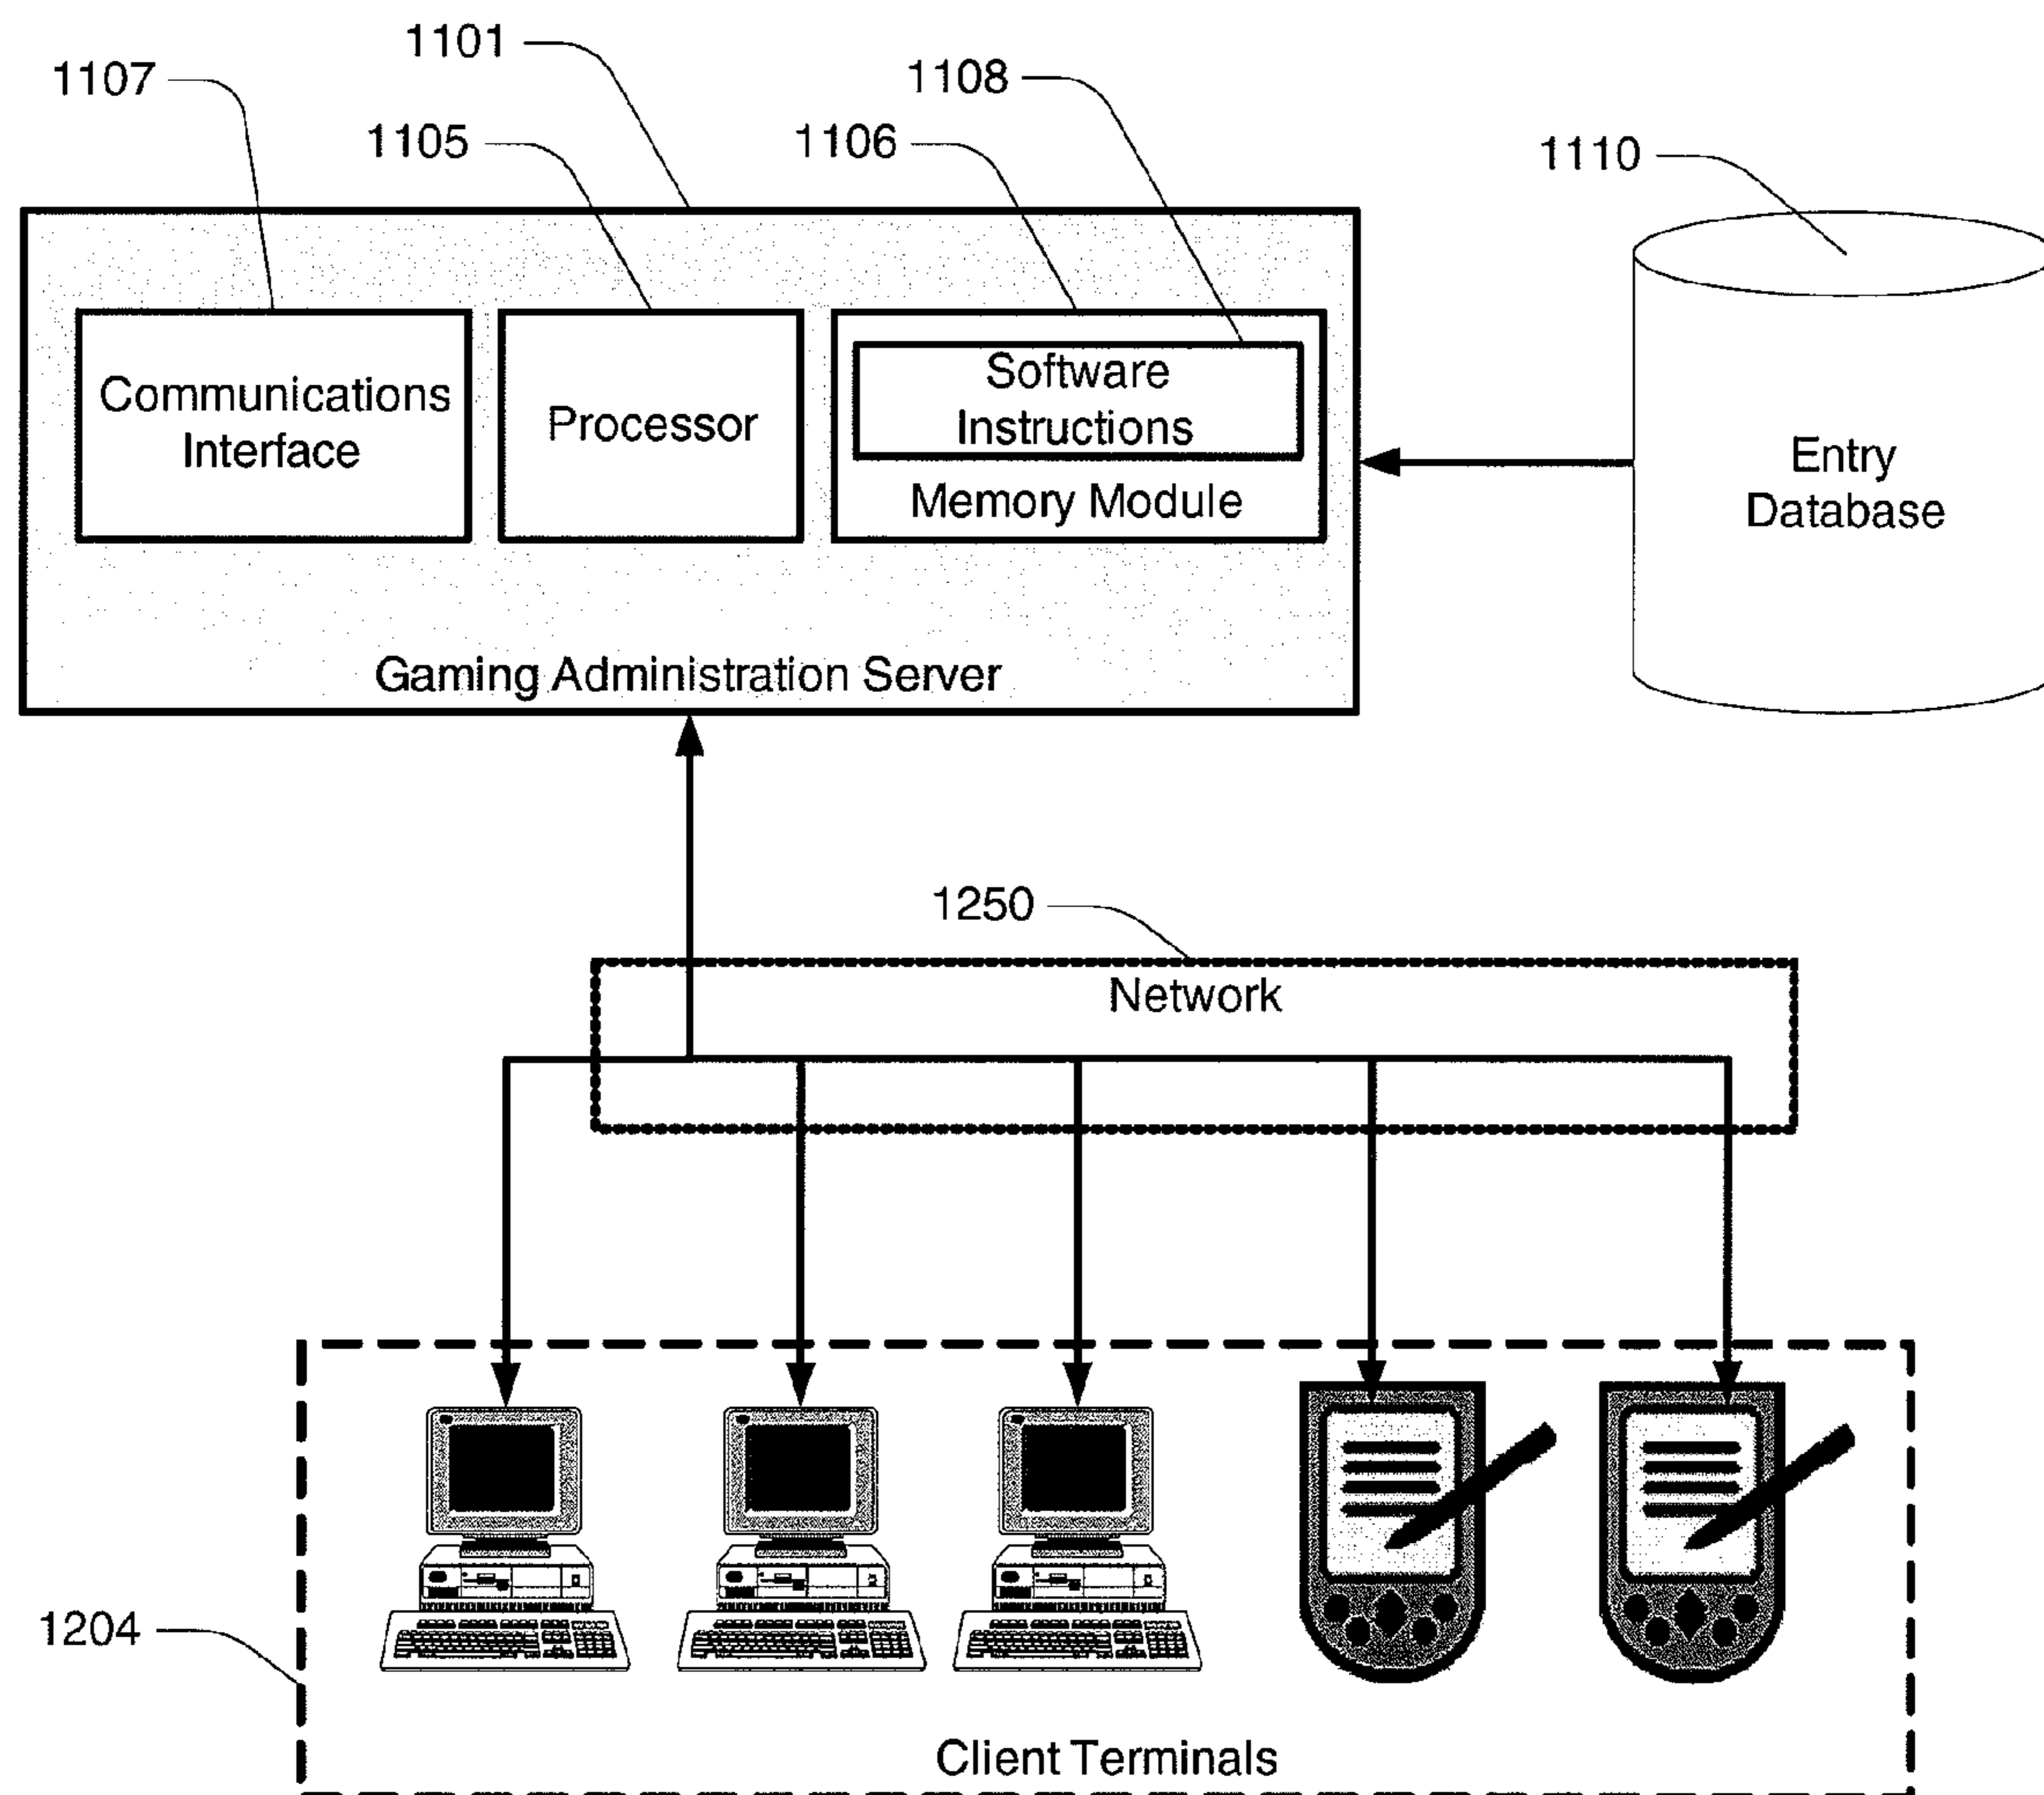 1101
1107
1108
1105
1106
1110
Communications
Interface
Processor
Software
Instructions
Memory Module
Entry
Database
Gaming Administration Server
1250
Network
1204
Client Terminals